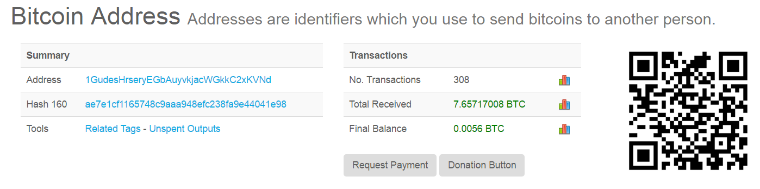 Bitcoin Address Addresses are identifiers which you use to send bitcoins to another person.
Summary
Address 1GudesHrseryEGbAuyvkjacWGkkC2xKVNd
Hash 160 ae7e1cf1165748c9aaa948efc238fa9e44041e98
Tools Related Tags - Unspent Outputs
Transactions
No. Transactions 308
Total Received 7.65717008 BTC
Final Balance 0.0056 BTC
Request Payment Donation Button